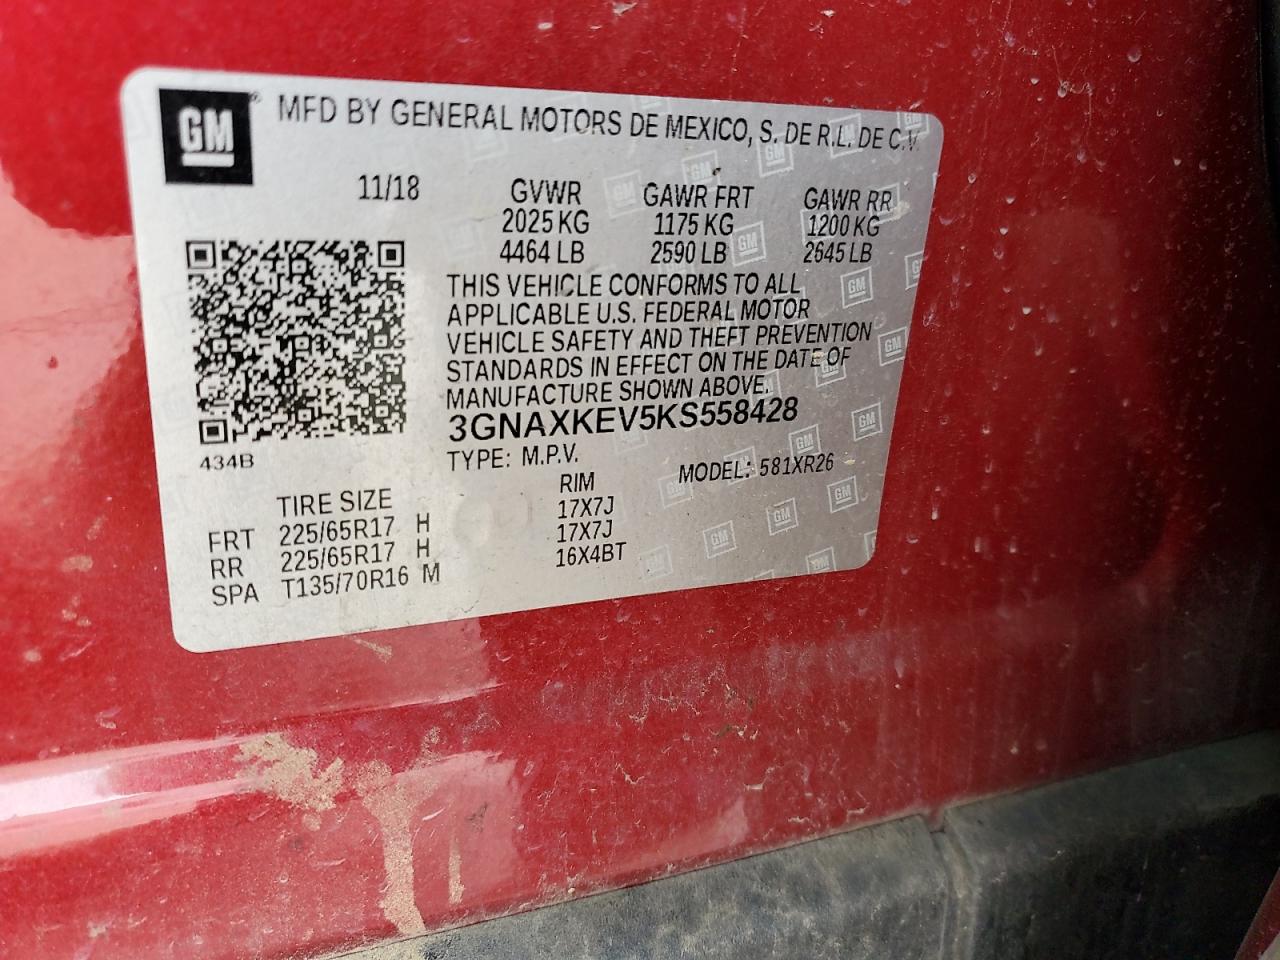 GM® MFD BY GENERAL MOTORS DE MEXICO, S. DE R.L. DE C.V.
11/18 GVWR GAWR FRT GAWR RR
2025 KG 1175 KG 1200 KG
4464 LB 2590 LB 2645 LB
THIS VEHICLE CONFORMS TO ALL
APPLICABLE U.S. FEDERAL MOTOR
VEHICLE SAFETY AND THEFT PREVENTION
STANDARDS IN EFFECT ON THE DATE OF
MANUFACTURE SHOWN ABOVE.
3GNAXKEV5KS558428
434B
TYPE: M.P.V. MODEL: 581XR26
TIRE SIZE RIM
FRT 225/65R17 H 17X7J
RR 225/65R17 H 17X7J
SPA T135/70R16 M 16X4BT